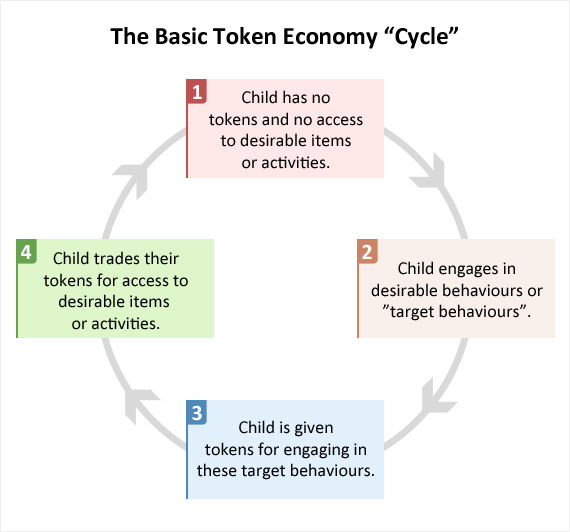 The Basic Token Economy “Cycle”
1
Child has no
tokens and no access
to desirable items
or activities.
2
Child engages in
desirable behaviours or
”target behaviours”.
3
Child is given
tokens for engaging in
these target behaviours.
4
Child trades their
tokens for access to
desirable items
or activities.